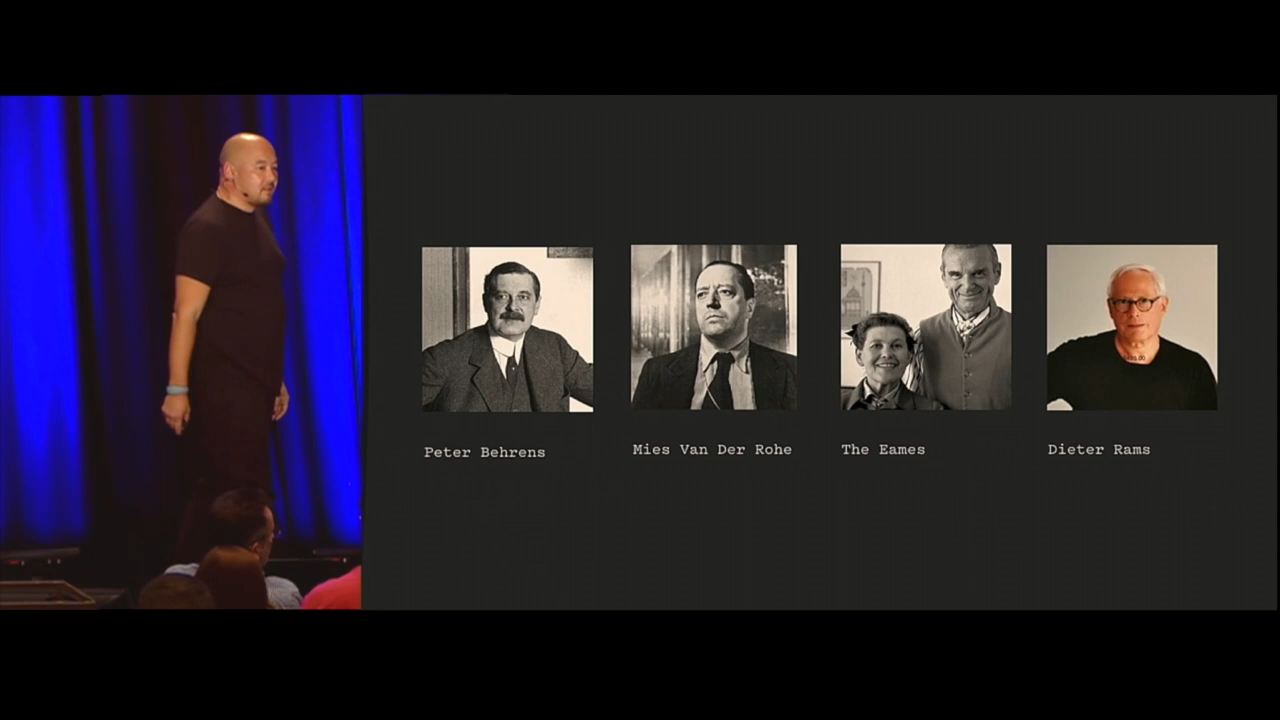 Peter Behrens
Mies Van Der Rohe
The Eames
Dieter Rams